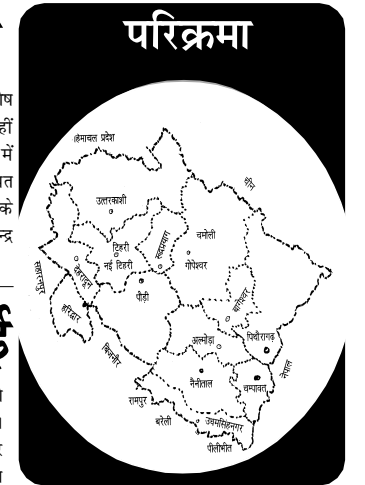 परिक्रमा
हिमाचल प्रदेश
चीन
उत्तरकाशी
चमोली
टिहरी
नई टिहरी
रूद्रप्रयाग
गोपेश्वर
देहरादून
सहारनपुर
पौड़ी
हरिद्वार
बागेश्वर
बिजनौर
अल्मोड़ा
पिथौरागढ़
नैनीताल
चम्पावत
नेपाल
रामपुर
बरेली
उधमसिंहनगर
पीलीभीत
हीं
में
के